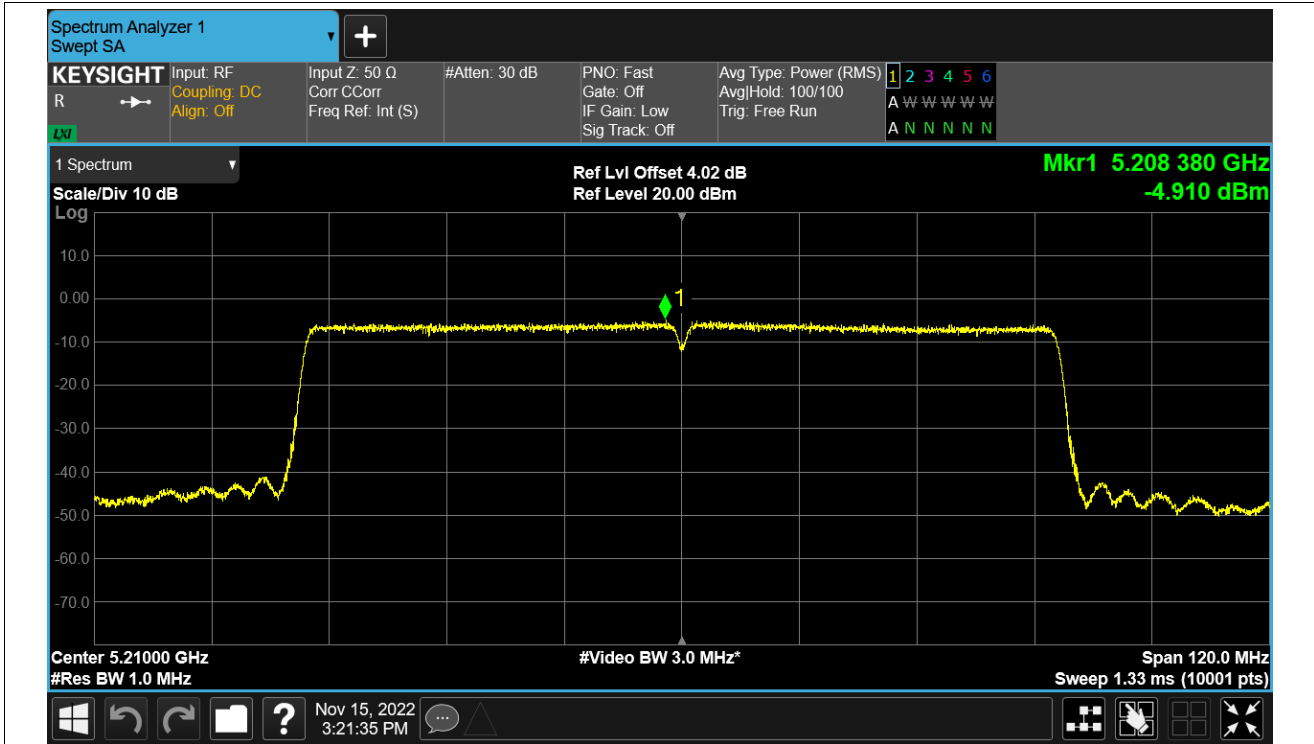 Spectrum Analyzer 1
Swept SA
KEYSIGHT
R
LXI
Input: RF
Coupling: DC
Align: Off
Input Z: 50 Ω
Corr CCorr
Freq Ref: Int (S)
#Atten: 30 dB
PNO: Fast
Gate: Off
IF Gain: Low
Sig Track: Off
Avg Type: Power (RMS)
Avg|Hold: 100/100
Trig: Free Run
1 2 3 4 5 6
A W W W W W
A N N N N N
1 Spectrum
Scale/Div 10 dB
Log
Ref Lvl Offset 4.02 dB
Ref Level 20.00 dBm
Mkr1 5.208 380 GHz
-4.910 dBm
10.0
0.00
-10.0
-20.0
-30.0
-40.0
-50.0
-60.0
-70.0
1
Center 5.21000 GHz
#Res BW 1.0 MHz
#Video BW 3.0 MHz*
Span 120.0 MHz
Sweep 1.33 ms (10001 pts)
?
Nov 15, 2022
3:21:35 PM